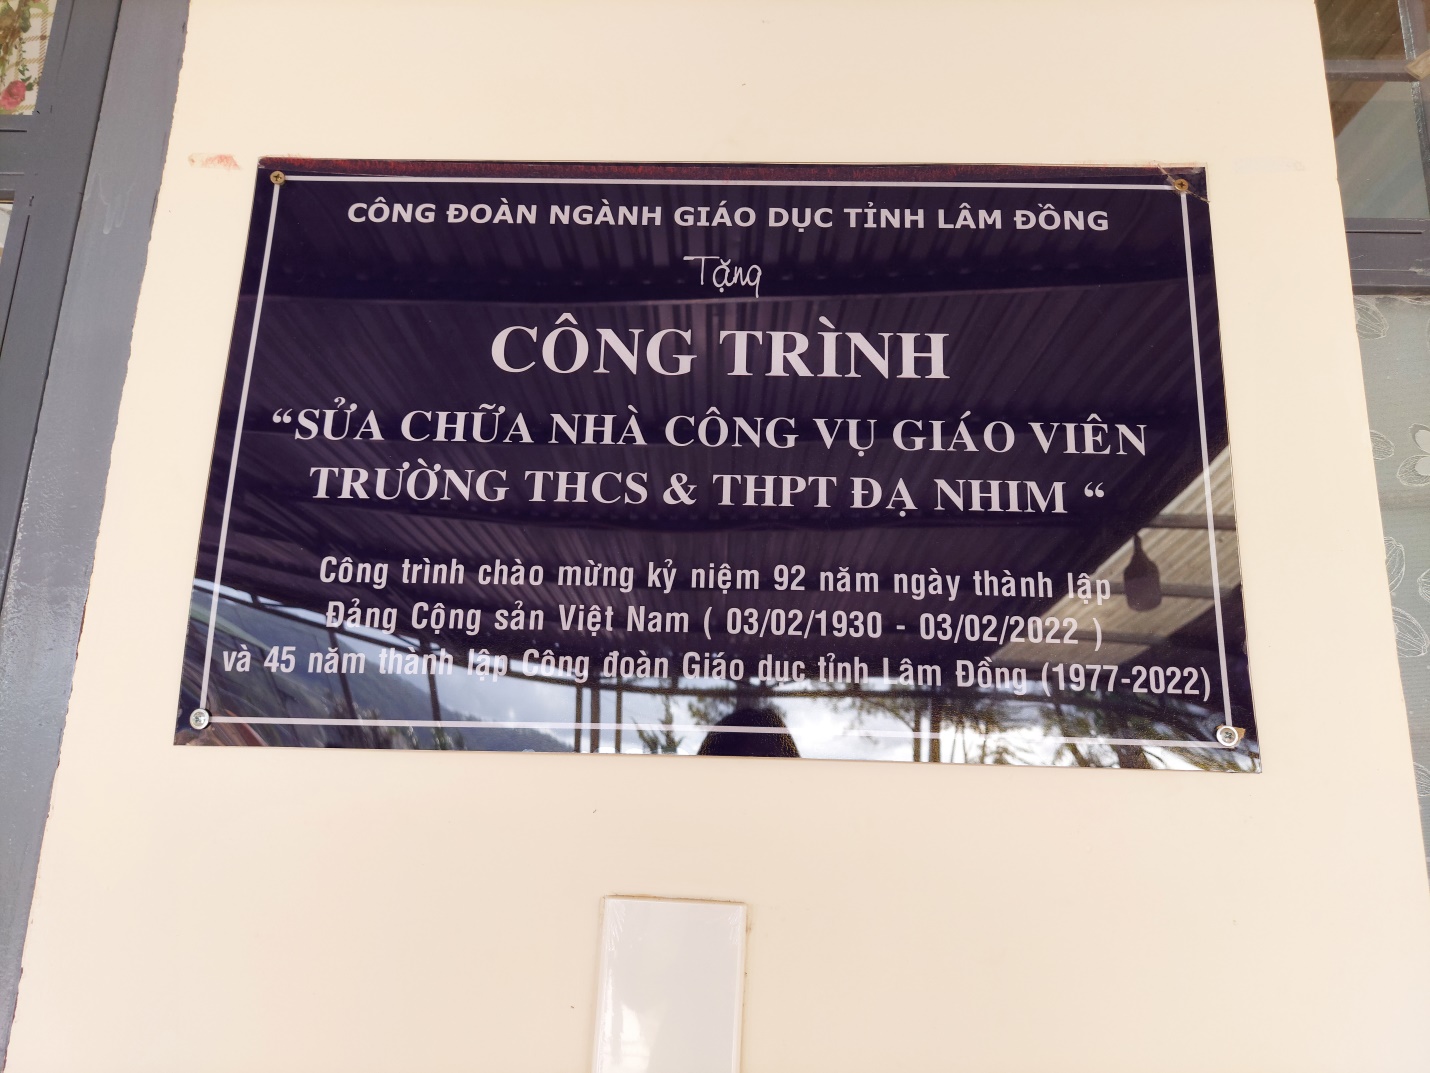 CÔNG ĐOÀN NGÀNH GIÁO DỤC TỈNH LÂM ĐỒNG
Tặng
CÔNG TRÌNH
“SỬA CHỮA NHÀ CÔNG VỤ GIÁO VIÊN
TRƯỜNG THCS & THPT ĐẠ NHIM “
Công trình chào mừng kỷ niệm 92 năm ngày thành lập
Đảng Cộng sản Việt Nam ( 03/02/1930 - 03/02/2022 )
và 45 năm thành lập Công đoàn Giáo dục tỉnh Lâm Đồng (1977-2022)